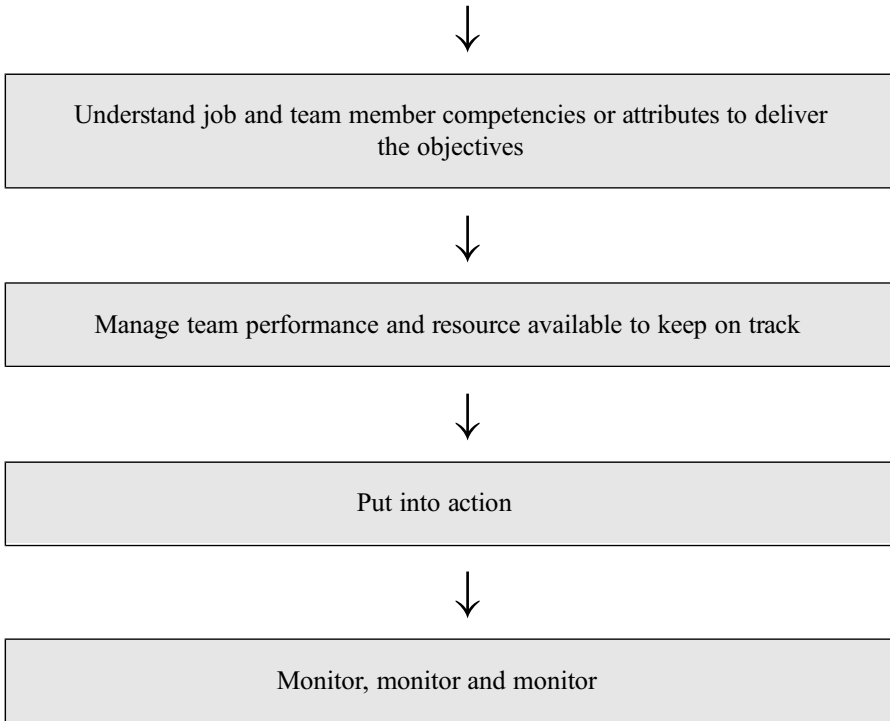 Understand job and team member competencies or attributes to deliver
the objectives
Manage team performance and resource available to keep on track
Put into action
Monitor, monitor and monitor